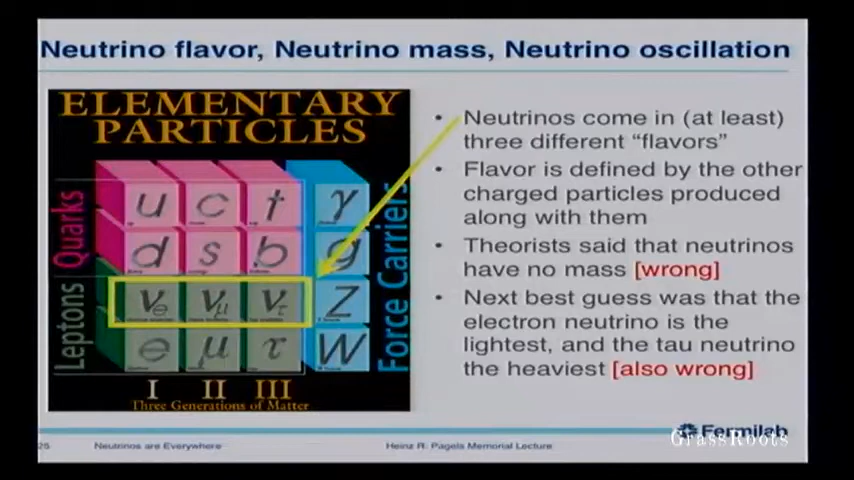 Neutrino flavor, Neutrino mass, Neutrino oscillation
ELEMENTARY
PARTICLES
Quarks
u c t γ
d s b g
Leptons
νe νμ ντ Z
e μ τ W
Force Carriers
I II III
Three Generations of Matter
• Neutrinos come in (at least)
three different “flavors”
• Flavor is defined by the other
charged particles produced
along with them
• Theorists said that neutrinos
have no mass [wrong]
• Next best guess was that the
electron neutrino is the
lightest, and the tau neutrino
the heaviest [also wrong]
Fermilab
GrassRoots
25 Neutrinos are Everywhere Heinz R. Pagels Memorial Lecture